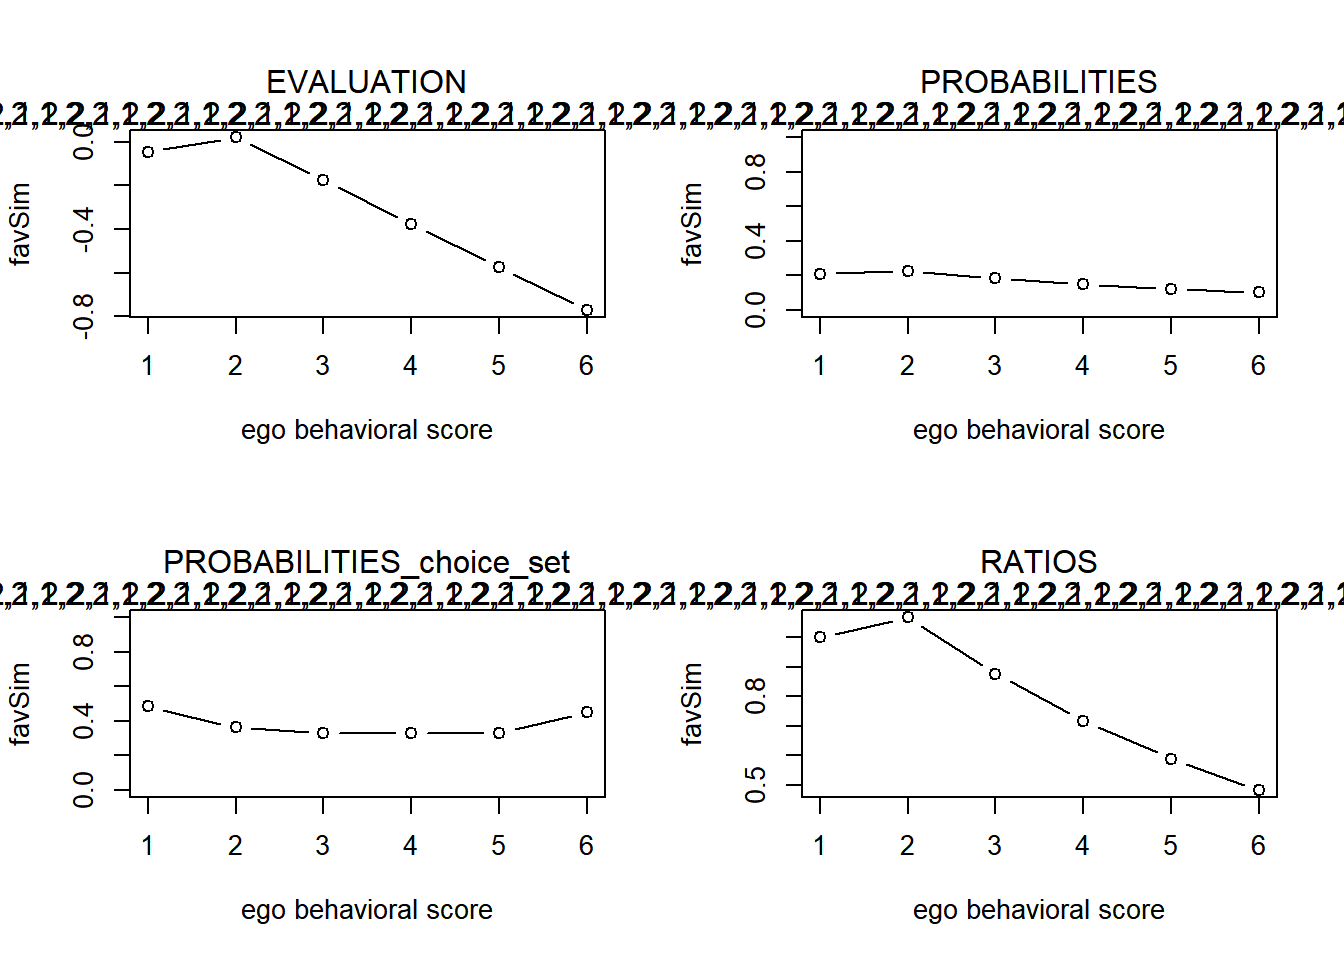 EVALUATION
favSim
0.0
-0.4
-0.8
1 2 3 4 5 6
ego behavioral score
PROBABILITIES
favSim
0.8
0.4
0.0
1 2 3 4 5 6
ego behavioral score
PROBABILITIES_choice_set
favSim
0.8
0.4
0.0
1 2 3 4 5 6
ego behavioral score
RATIOS
favSim
0.8
0.5
1 2 3 4 5 6
ego behavioral score